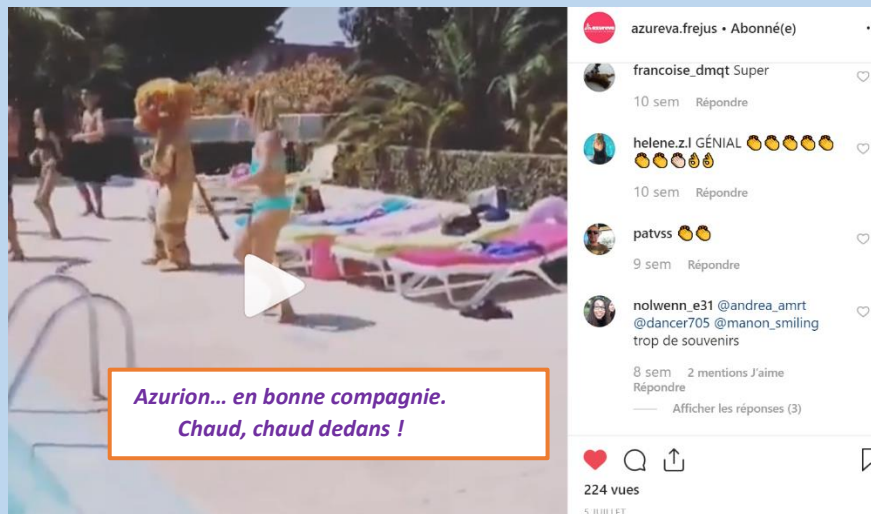 azureva.frejus • Abonné(e)
francoise_dmqt Super
10 sem Répondre
helene.z.l GÉNIAL 👏👏👏👏👏
👏👏👏👌👌
10 sem Répondre
patvss 👏👏
9 sem Répondre
nolwenn_e31 @andrea_amrt
@dancer705 @manon_smiling
trop de souvenirs
8 sem 2 mentions J'aime
Répondre
Afficher les réponses (3)
Azurion… en bonne compagnie.
Chaud, chaud dedans !
224 vues
5 JUILLET